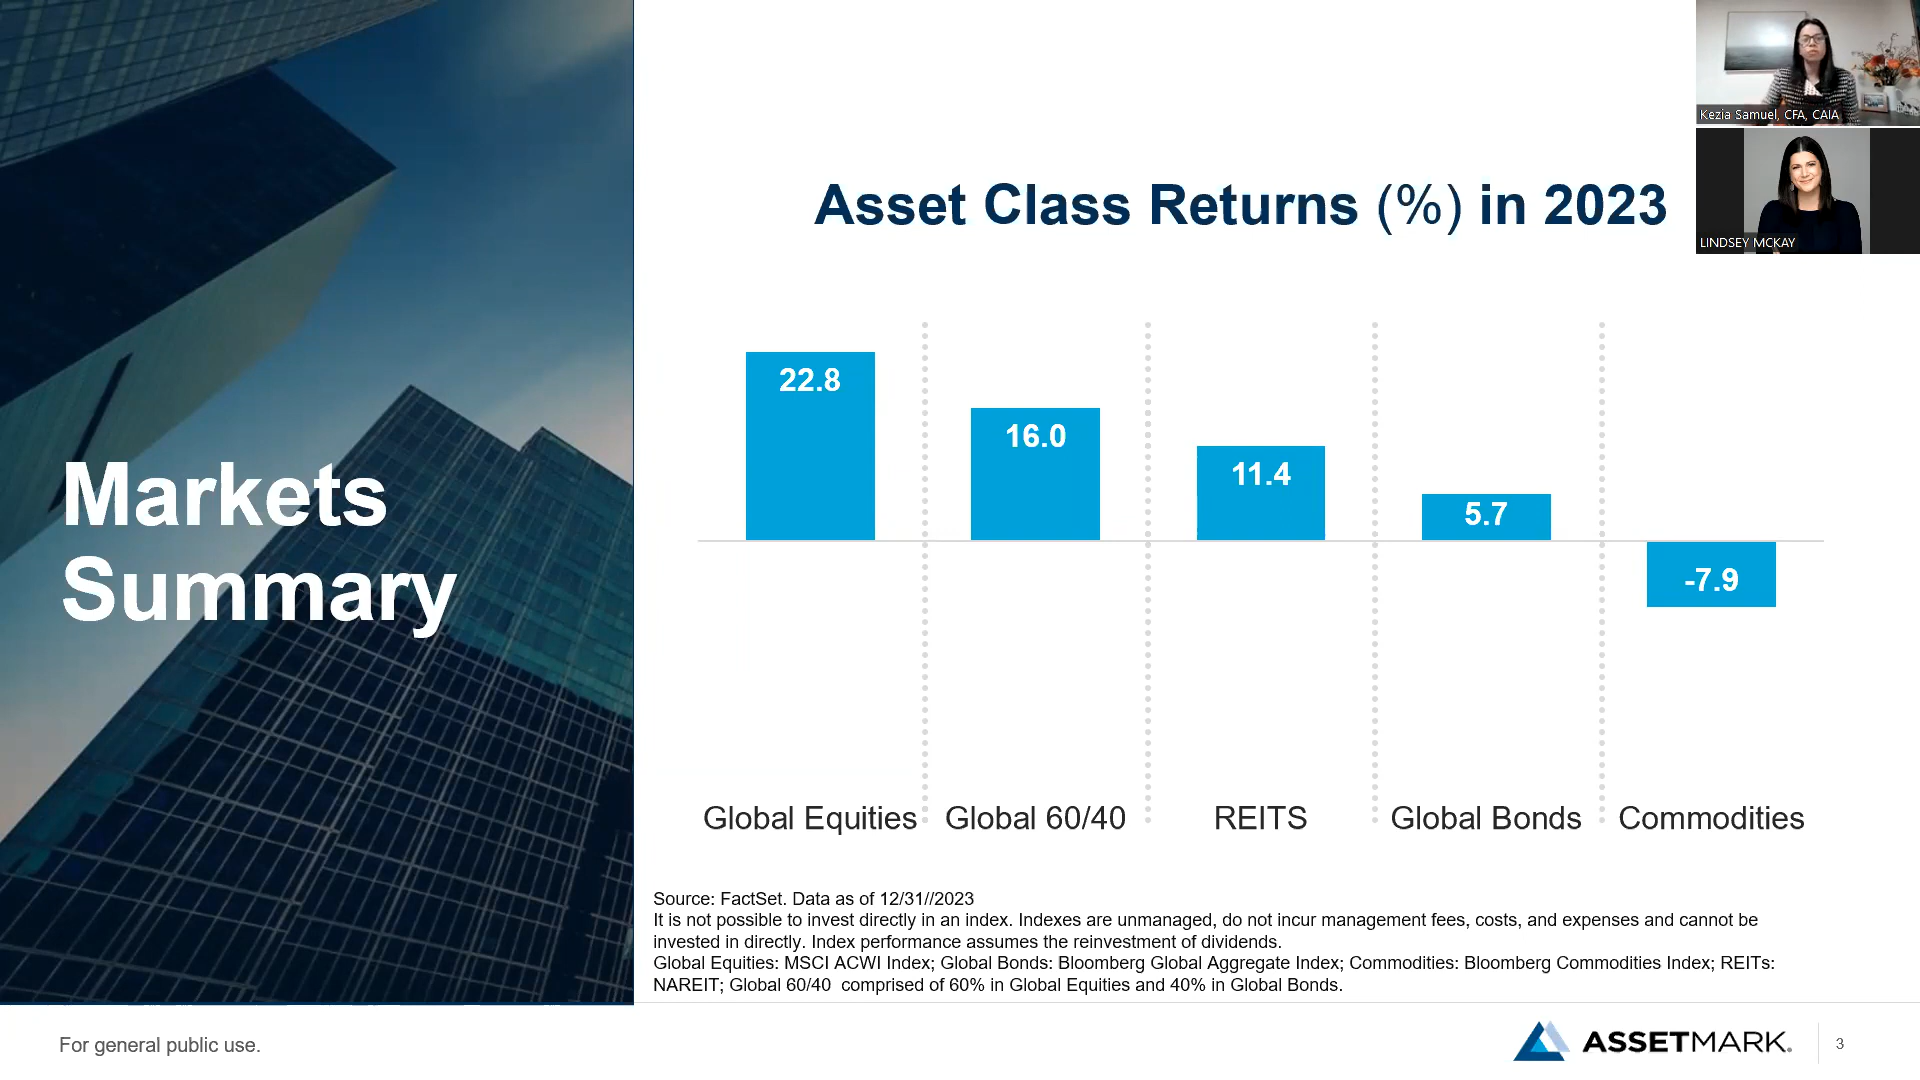 Kezia Samuel, CFA, CAIA
LINDSEY MCKAY
Markets
Summary
Asset Class Returns (%) in 2023
22.8
16.0
11.4
5.7
-7.9
Global Equities
Global 60/40
REITS
Global Bonds
Commodities
Source: FactSet. Data as of 12/31//2023
It is not possible to invest directly in an index. Indexes are unmanaged, do not incur management fees, costs, and expenses and cannot be
invested in directly. Index performance assumes the reinvestment of dividends.
Global Equities: MSCI ACWI Index; Global Bonds: Bloomberg Global Aggregate Index; Commodities: Bloomberg Commodities Index; REITs:
NAREIT; Global 60/40  comprised of 60% in Global Equities and 40% in Global Bonds.
For general public use.
ASSETMARK.
3